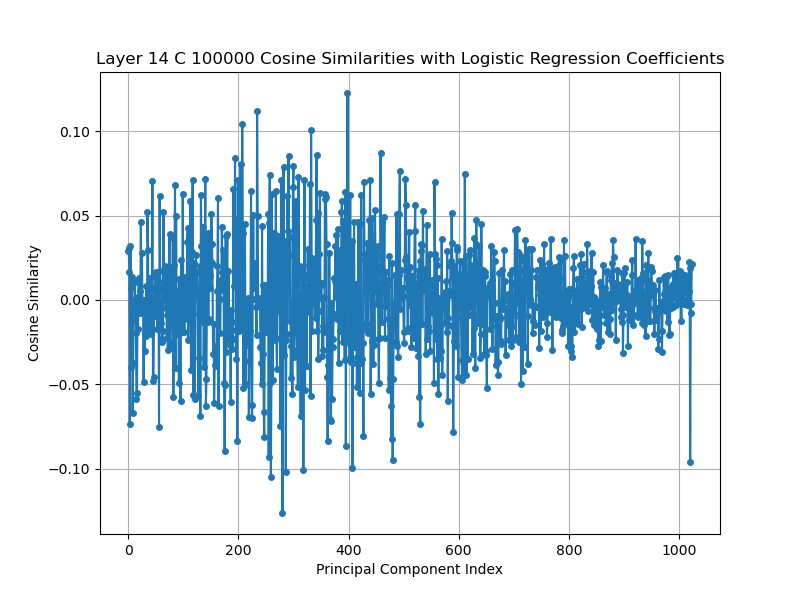 Layer 14 C 100000 Cosine Similarities with Logistic Regression Coefficients
0.10
0.05
0.00
−0.05
−0.10
Cosine Similarity
0 200 400 600 800 1000
Principal Component Index